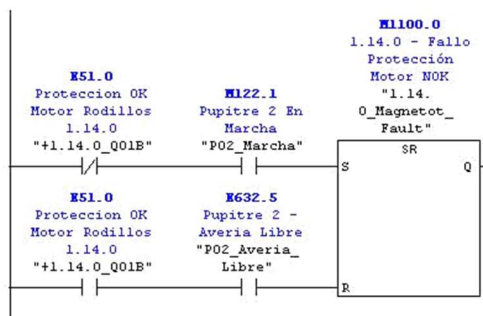 M1100.0
1.14.0 - Fallo
Protección
Motor NOK
"1.14.
0_Magnetot_
Fault"
E51.0
Proteccion OK
Motor Rodillos
1.14.0
"+1.14.0_Q01B"
M122.1
Pupitre 2 En
Marcha
"P02_Marcha"
SR
S
Q
E51.0
Proteccion OK
Motor Rodillos
1.14.0
"+1.14.0_Q01B"
E632.5
Pupitre 2 -
Averia Libre
"P02_Averia_
Libre"
R